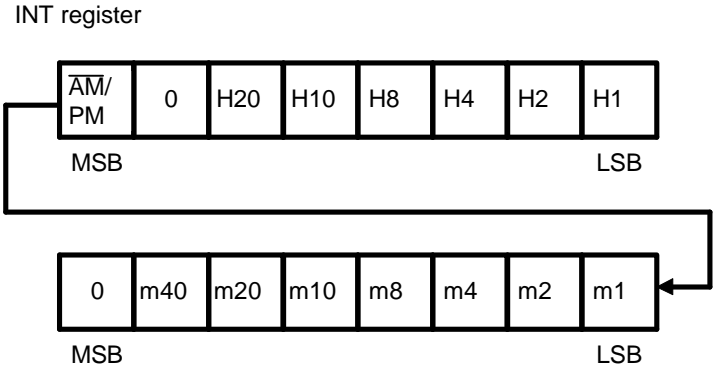 INT register
A̅M̅/
PM 0 H20 H10 H8 H4 H2 H1
MSB LSB
0 m40 m20 m10 m8 m4 m2 m1
MSB LSB